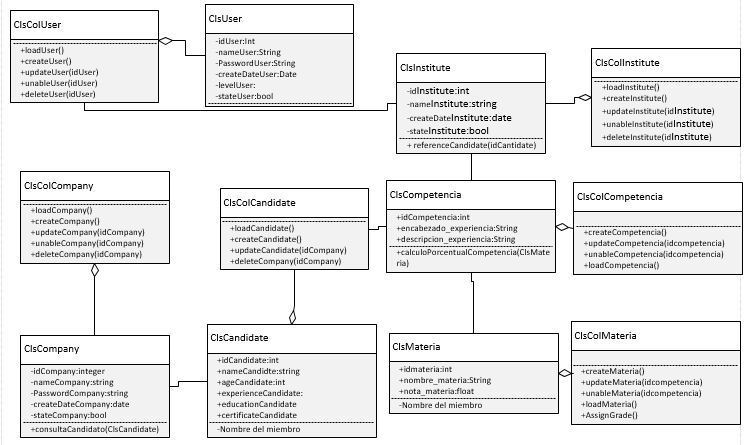 ClsColUser
+loadUser()
+createUser()
+updateUser(idUser)
+unableUser(idUser)
+deleteUser(idUser)
ClsUser
-idUser:Int
-nameUser:String
-PasswordUser:String
-createDateUser:Date
-levelUser:
-stateUser:bool
ClsInstitute
-idInstitute:int
-nameInstitute:string
-createDateInstitute:date
-stateInstitute:bool
+ referenceCandidate(idCantidate)
ClsColInstitute
+loadInstitute()
+createInstitute()
+updateInstitute(idInstitute)
+unableInstitute(idInstitute)
+deleteInstitute(idInstitute)
ClsColCompany
+loadCompany()
+createCompany()
+updateCompany(idCompany)
+unableCompany(idCompany)
+deleteCompany(idCompany)
ClsColCandidate
+loadCandidate()
+createCandidate()
+updateCandidate(idCompany)
+deleteCompany(idCompany)
ClsCompetencia
+idCompetencia:int
+encabezado_experiencia:String
+descripcion_experiencia:String
+calculoPorcentualCompetencia(ClsMate
ria)
ClsColCompetencia
+createCompetencia()
+updateCompetencia(idcompetencia)
+unableCompetencia(idcompetencia)
+loadCompetencia()
ClsCompany
-idCompany:integer
-nameCompany:string
-PasswordCompany:string
-createDateCompany:date
-stateCompany:bool
+consultaCandidato(ClsCandidate)
ClsCandidate
+idCandidate:int
+nameCandidte:string
+ageCandidate:int
+experienceCandidate:
+educationCandidate
+certificateCandidate
-Nombre del miembro
ClsMateria
+idmateria:int
+nombre_materia:String
+nota_materia:float
-Nombre del miembro
ClsColMateria
+createMateria()
+updateMateria(idcompetencia)
+unableMateria(idcompetencia)
+loadMateria()
+AssignGrade()